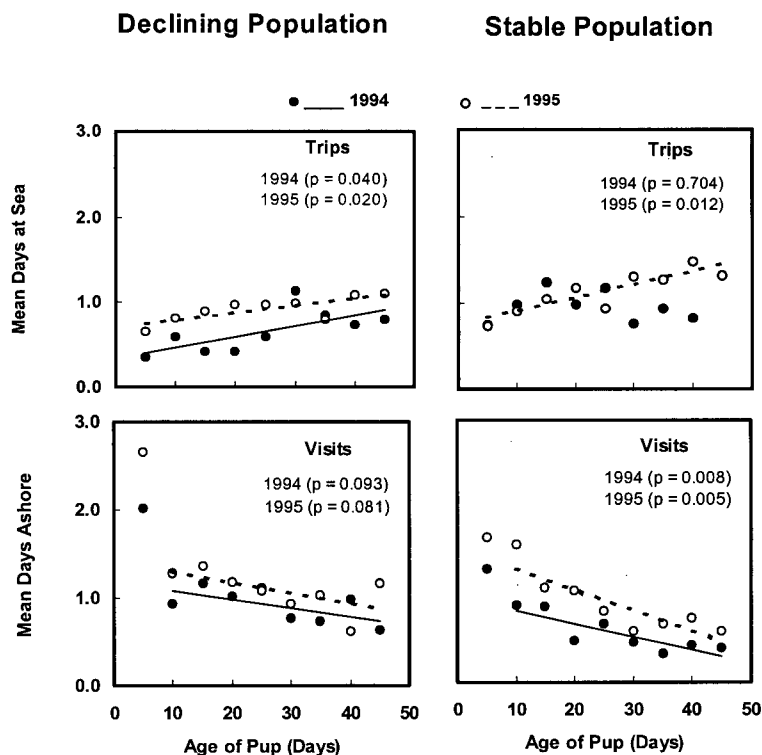 Declining Population
Stable Population
1994
1995
Mean Days at Sea
3.0
2.0
1.0
0.0
Trips
1994 (p = 0.040)
1995 (p = 0.020)
Trips
1994 (p = 0.704)
1995 (p = 0.012)
Mean Days Ashore
3.0
2.0
1.0
0.0
Visits
1994 (p = 0.093)
1995 (p = 0.081)
Visits
1994 (p = 0.008)
1995 (p = 0.005)
0 10 20 30 40 50
0 10 20 30 40 50
Age of Pup (Days)
Age of Pup (Days)